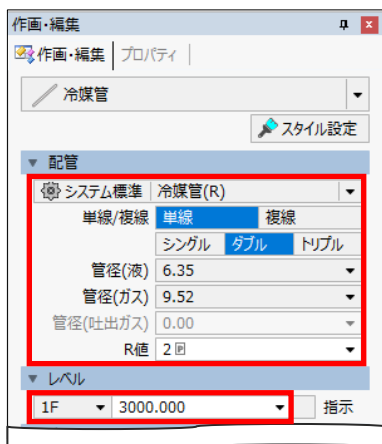 作画・編集
作画・編集 プロパティ
冷媒管
スタイル設定
配管
システム標準 冷媒管(R)
単線/複線 単線 複線
シングル ダブル トリプル
管径(液) 6.35
管径(ガス) 9.52
管径(吐出ガス) 0.00
R値 2 P
レベル
1F 3000.000 指示